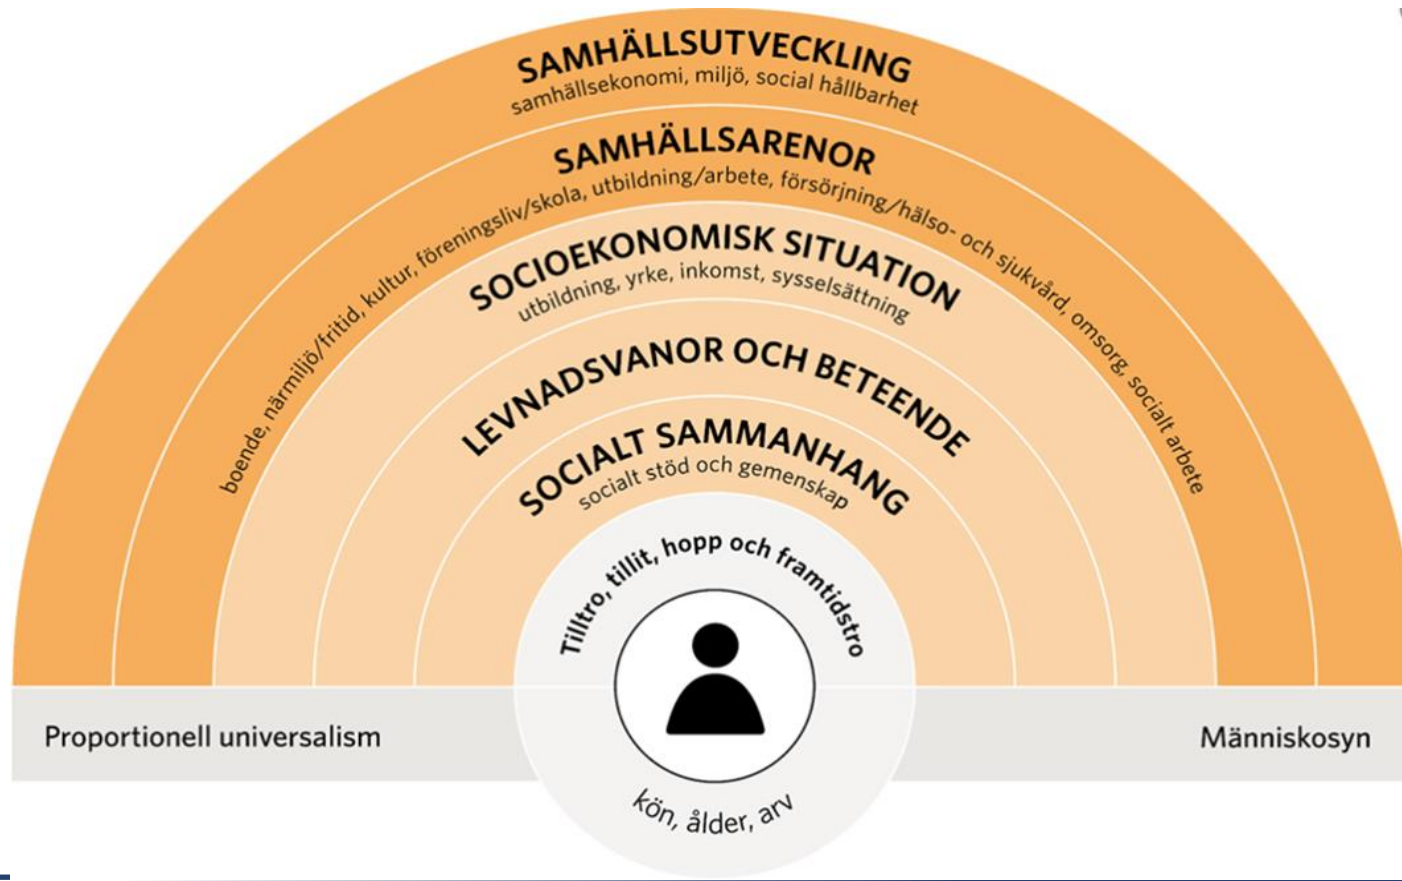 SAMHÄLLSUTVECKLING
samhällsekonomi, miljö, social hållbarhet
SAMHÄLLSARENOR
boende, närmiljö/fritid, kultur, föreningsliv/skola, utbildning/arbete, försörjning/hälso- och sjukvård, omsorg, socialt arbete
SOCIOEKONOMISK SITUATION
utbildning, yrke, inkomst, sysselsättning
LEVNADSVANOR OCH BETEENDE
SOCIALT SAMMANHANG
socialt stöd och gemenskap
Tilltro, tillit, hopp och framtidstro
Proportionell universalism
Människosyn
kön, ålder, arv